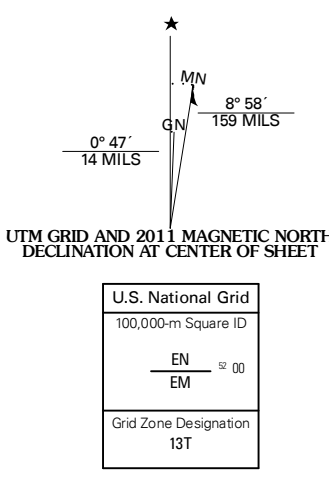 MN
GN
8° 58´
159 MILS
0° 47´
14 MILS
UTM GRID AND 2011 MAGNETIC NORTH
DECLINATION AT CENTER OF SHEET
U.S. National Grid
100,000-m Square ID
EN
52 00
EM
Grid Zone Designation
13T